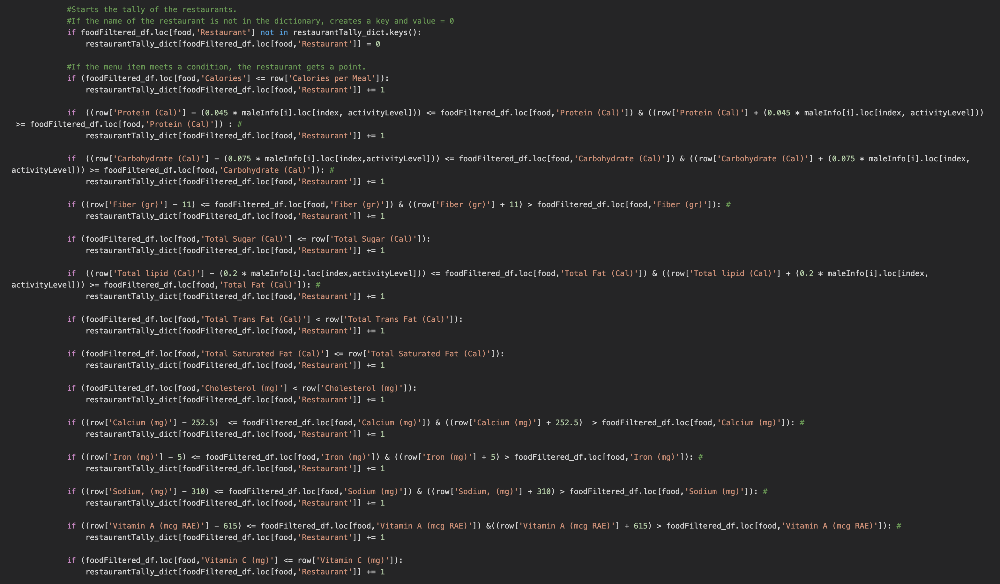 #Starts the tally of the restaurants.
#If the name of the restaurant is not in the dictionary, creates a key and value = 0
if foodFiltered_df.loc[food,'Restaurant'] not in restaurantTally_dict.keys():
restaurantTally_dict[foodFiltered_df.loc[food,'Restaurant']] = 0
#If the menu item meets a condition, the restaurant gets a point.
if (foodFiltered_df.loc[food,'Calories'] <= row['Calories per Meal']):
restaurantTally_dict[foodFiltered_df.loc[food,'Restaurant']] += 1
if  ((row['Protein (Cal)'] - (0.045 * maleInfo[i].loc[index, activityLevel])) <= foodFiltered_df.loc[food,'Protein (Cal)']) & ((row['Protein (Cal)'] + (0.045 * maleInfo[i].loc[index, activityLevel]))
>= foodFiltered_df.loc[food,'Protein (Cal)']) : #
restaurantTally_dict[foodFiltered_df.loc[food,'Restaurant']] += 1
if  ((row['Carbohydrate (Cal)'] - (0.075 * maleInfo[i].loc[index,activityLevel])) <= foodFiltered_df.loc[food,'Carbohydrate (Cal)']) & ((row['Carbohydrate (Cal)'] + (0.075 * maleInfo[i].loc[index,
activityLevel])) >= foodFiltered_df.loc[food,'Carbohydrate (Cal)']): #
restaurantTally_dict[foodFiltered_df.loc[food,'Restaurant']] += 1
if ((row['Fiber (gr)'] - 11) <= foodFiltered_df.loc[food,'Fiber (gr)']) & ((row['Fiber (gr)'] + 11) > foodFiltered_df.loc[food,'Fiber (gr)']): #
restaurantTally_dict[foodFiltered_df.loc[food,'Restaurant']] += 1
if (foodFiltered_df.loc[food,'Total Sugar (Cal)'] <= row['Total Sugar (Cal)']):
restaurantTally_dict[foodFiltered_df.loc[food,'Restaurant']] += 1
if  ((row['Total lipid (Cal)'] - (0.2 * maleInfo[i].loc[index,activityLevel])) <= foodFiltered_df.loc[food,'Total Fat (Cal)']) & ((row['Total lipid (Cal)'] + (0.2 * maleInfo[i].loc[index,
activityLevel])) >= foodFiltered_df.loc[food,'Total Fat (Cal)']): #
restaurantTally_dict[foodFiltered_df.loc[food,'Restaurant']] += 1
if (foodFiltered_df.loc[food,'Total Trans Fat (Cal)'] < row['Total Trans Fat (Cal)']):
restaurantTally_dict[foodFiltered_df.loc[food,'Restaurant']] += 1
if (foodFiltered_df.loc[food,'Total Saturated Fat (Cal)'] <= row['Total Saturated Fat (Cal)']):
restaurantTally_dict[foodFiltered_df.loc[food,'Restaurant']] += 1
if (foodFiltered_df.loc[food,'Cholesterol (mg)'] < row['Cholesterol (mg)']):
restaurantTally_dict[foodFiltered_df.loc[food,'Restaurant']] += 1
if ((row['Calcium (mg)'] - 252.5)  <= foodFiltered_df.loc[food,'Calcium (mg)']) & ((row['Calcium (mg)'] + 252.5)  > foodFiltered_df.loc[food,'Calcium (mg)']): #
restaurantTally_dict[foodFiltered_df.loc[food,'Restaurant']] += 1
if ((row['Iron (mg)'] - 5) <= foodFiltered_df.loc[food,'Iron (mg)']) & ((row['Iron (mg)'] + 5) > foodFiltered_df.loc[food,'Iron (mg)']): #
restaurantTally_dict[foodFiltered_df.loc[food,'Restaurant']] += 1
if ((row['Sodium, (mg)'] - 310) <= foodFiltered_df.loc[food,'Sodium (mg)']) & ((row['Sodium, (mg)'] + 310) > foodFiltered_df.loc[food,'Sodium (mg)']): #
restaurantTally_dict[foodFiltered_df.loc[food,'Restaurant']] += 1
if ((row['Vitamin A (mcg RAE)'] - 615) <= foodFiltered_df.loc[food,'Vitamin A (mcg RAE)']) &((row['Vitamin A (mcg RAE)'] + 615) > foodFiltered_df.loc[food,'Vitamin A (mcg RAE)']): #
restaurantTally_dict[foodFiltered_df.loc[food,'Restaurant']] += 1
if (foodFiltered_df.loc[food,'Vitamin C (mg)'] <= row['Vitamin C (mg)']):
restaurantTally_dict[foodFiltered_df.loc[food,'Restaurant']] += 1